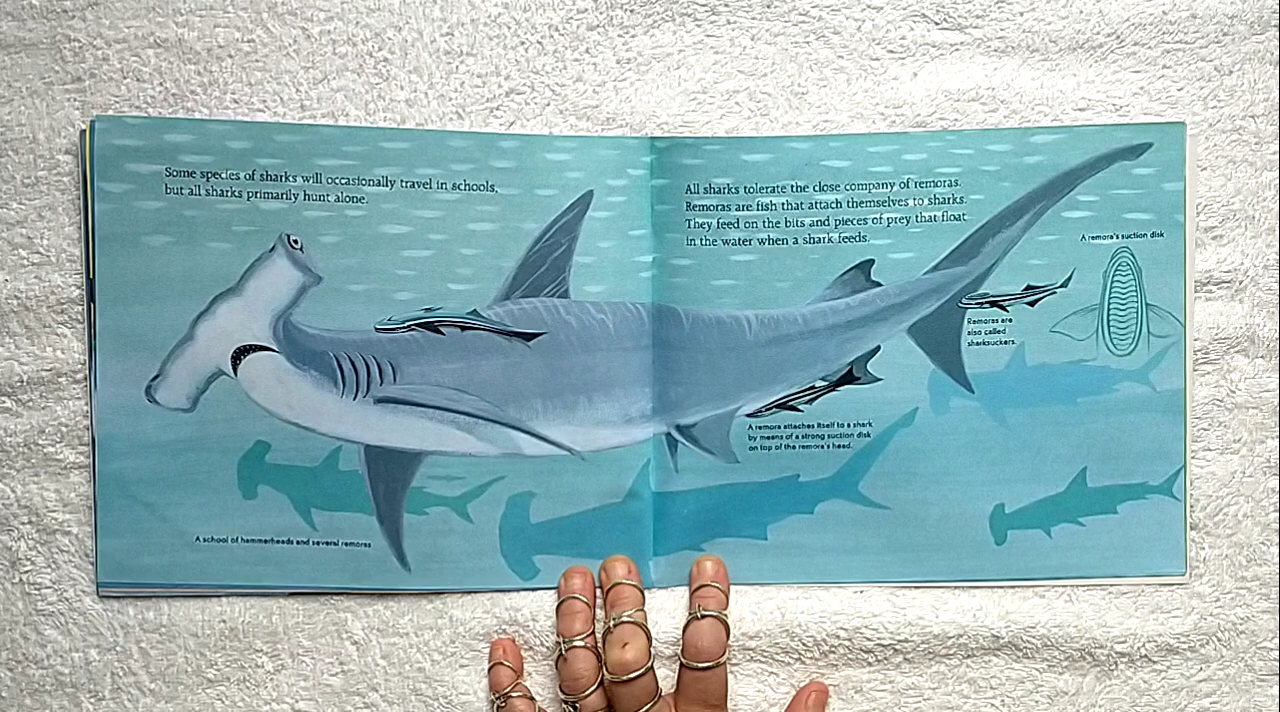 Some species of sharks will occasionally travel in schools,
but all sharks primarily hunt alone.
All sharks tolerate the close company of remoras.
Remoras are fish that attach themselves to sharks.
They feed on the bits and pieces of prey that float
in the water when a shark feeds.
A remora's suction disk
Remoras are
also called
sharksuckers.
A remora attaches itself to a shark
by means of a strong suction disk
on top of the remora's head.
A school of hammerheads and several remoras